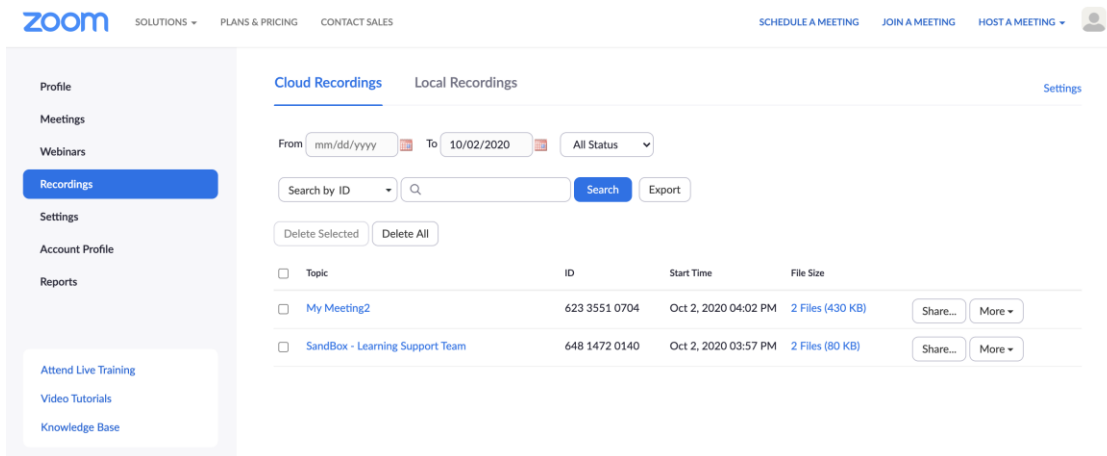 zoom SOLUTIONS PLANS & PRICING CONTACT SALES SCHEDULE A MEETING JOIN A MEETING HOST A MEETING
Profile
Meetings
Webinars
Recordings
Settings
Account Profile
Reports
Attend Live Training
Video Tutorials
Knowledge Base
Cloud Recordings Local Recordings
Settings
From mm/dd/yyyy To 10/02/2020 All Status
Search by ID Search Export
Delete Selected Delete All
Topic ID Start Time File Size
My Meeting2 623 3551 0704 Oct 2, 2020 04:02 PM 2 Files (430 KB) Share... More
SandBox - Learning Support Team 648 1472 0140 Oct 2, 2020 03:57 PM 2 Files (80 KB) Share... More